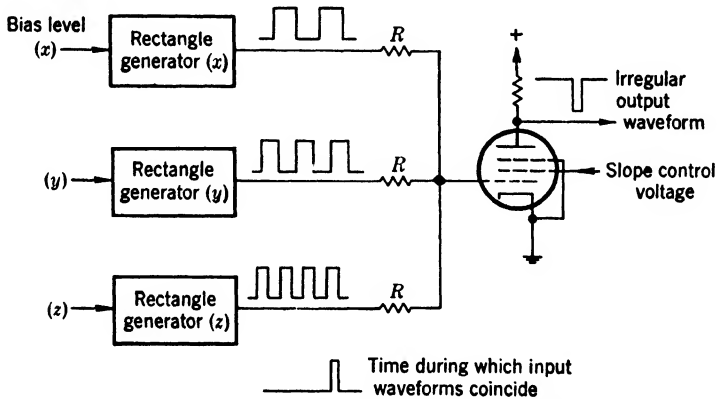 Bias level
(x)
Rectangle
generator (x)
R
+
Irregular
output
waveform
(y)
Rectangle
generator (y)
R
Slope control
voltage
(z)
Rectangle
generator (z)
R
Time during which input
waveforms coincide